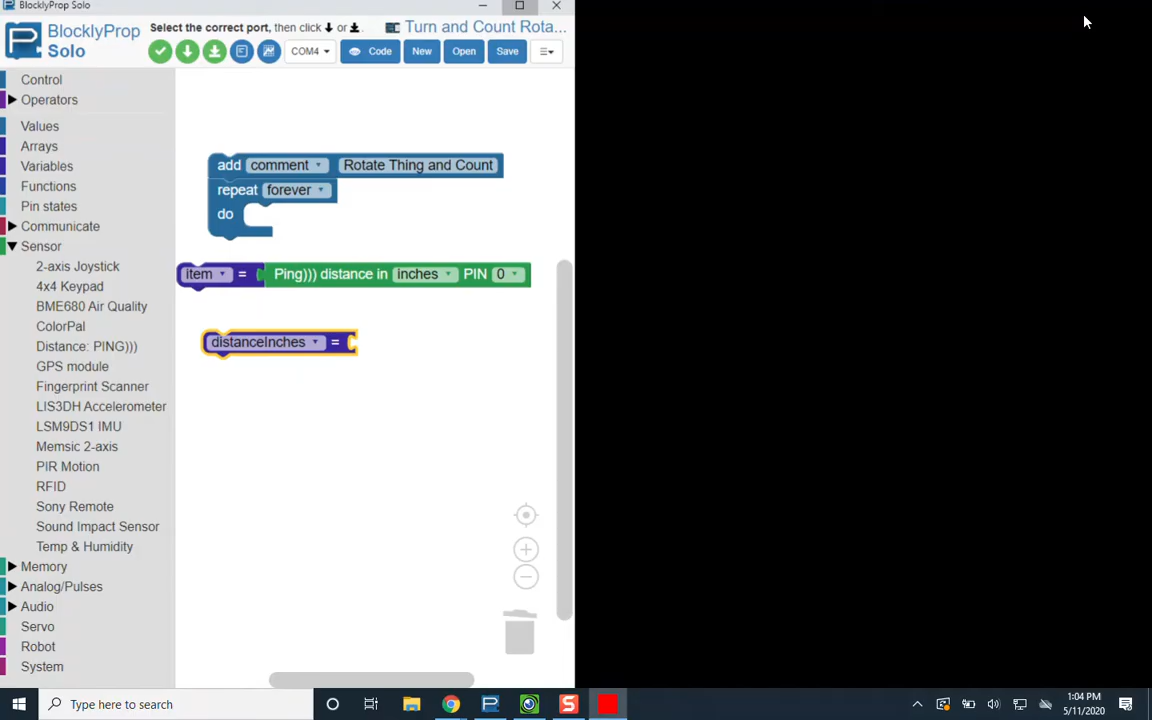 BlocklyProp Solo
BlocklyProp Solo
Select the correct port, then click or
Turn and Count Rota...
COM4
Code
New
Open
Save
Control
Operators
Values
Arrays
Variables
Functions
Pin states
Communicate
Sensor
2-axis Joystick
4x4 Keypad
BME680 Air Quality
ColorPal
Distance: PING)))
GPS module
Fingerprint Scanner
LIS3DH Accelerometer
LSM9DS1 IMU
Memsic 2-axis
PIR Motion
RFID
Sony Remote
Sound Impact Sensor
Temp & Humidity
Memory
Analog/Pulses
Audio
Servo
Robot
System
add comment Rotate Thing and Count
repeat forever
do
item = Ping))) distance in inches PIN 0
distanceInches =
Type here to search
1:04 PM
5/11/2020